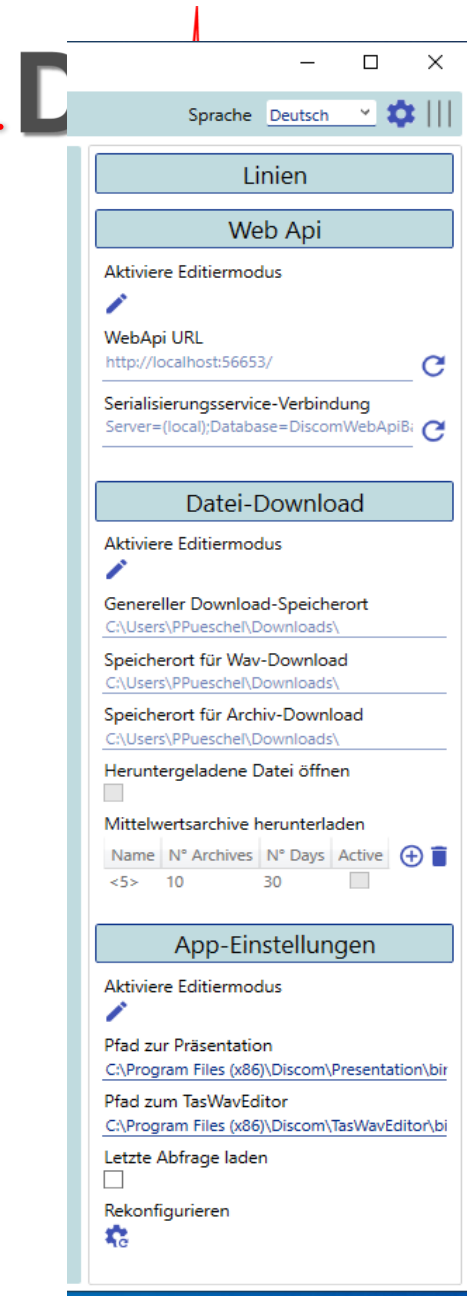 D
Sprache Deutsch
Linien
Web Api
Aktiviere Editiermodus
WebApi URL
http://localhost:56653/
Serialisierungsservice-Verbindung
Server=(local);Database=DiscomWebApiBa
Datei-Download
Aktiviere Editiermodus
Genereller Download-Speicherort
C:\Users\PPueschel\Downloads\
Speicherort für Wav-Download
C:\Users\PPueschel\Downloads\
Speicherort für Archiv-Download
C:\Users\PPueschel\Downloads\
Heruntergeladene Datei öffnen
Mittelwertsarchive herunterladen
Name N° Archives N° Days Active
<5> 10 30
App-Einstellungen
Aktiviere Editiermodus
Pfad zur Präsentation
C:\Program Files (x86)\Discom\Presentation\bin
Pfad zum TasWavEditor
C:\Program Files (x86)\Discom\TasWavEditor\bi
Letzte Abfrage laden
Rekonfigurieren